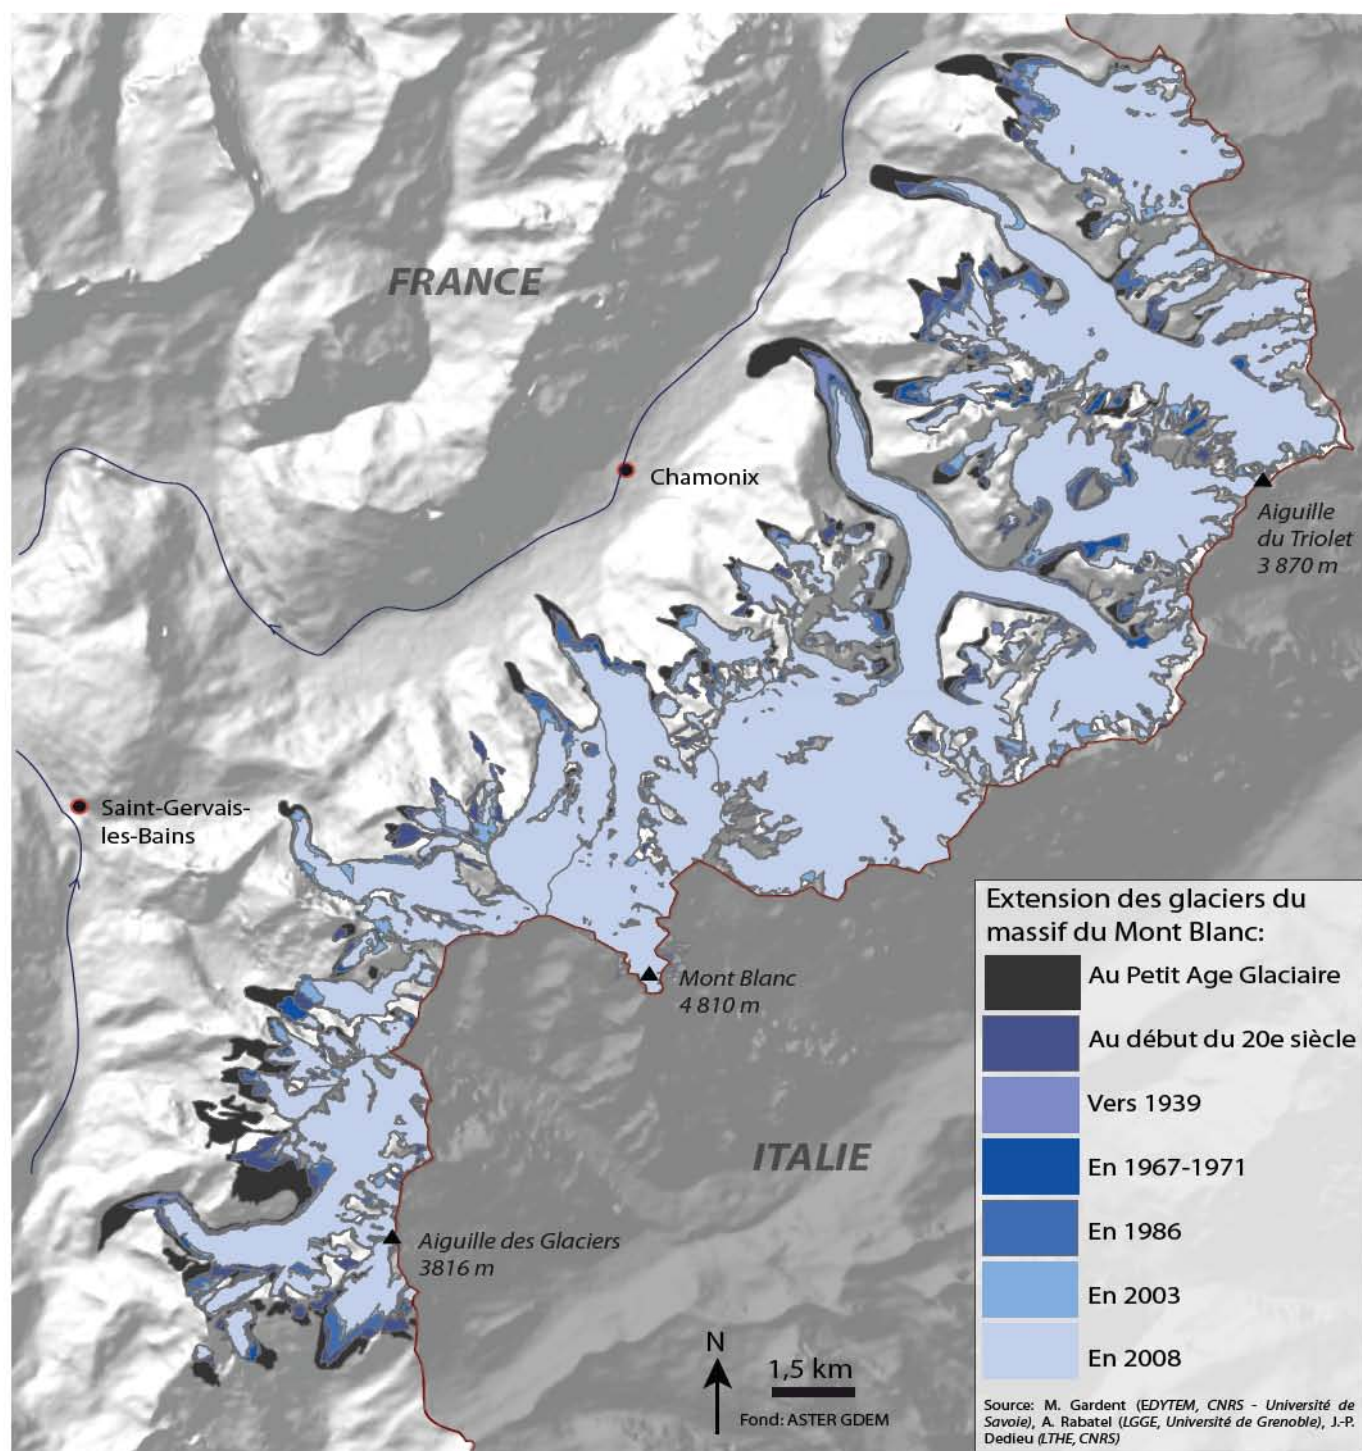 FRANCE
Chamonix
Aiguille
du Triolet
3 870 m
Saint-Gervais-
les-Bains
Mont Blanc
4 810 m
ITALIE
Aiguille des Glaciers
3816 m
N
1,5 km
Fond: ASTER GDEM
Extension des glaciers du
massif du Mont Blanc:
Au Petit Age Glaciaire
Au début du 20e siècle
Vers 1939
En 1967-1971
En 1986
En 2003
En 2008
Source: M. Gardent (EDYTEM, CNRS - Université de
Savoie), A. Rabatel (LGGE, Université de Grenoble), J.-P.
Dedieu (LTHE, CNRS)